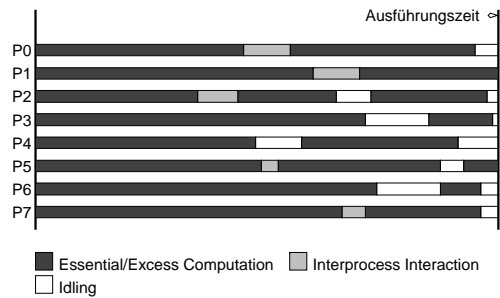 Ausführungszeit
P0
P1
P2
P3
P4
P5
P6
P7
Essential/Excess Computation
Interprocess Interaction
Idling